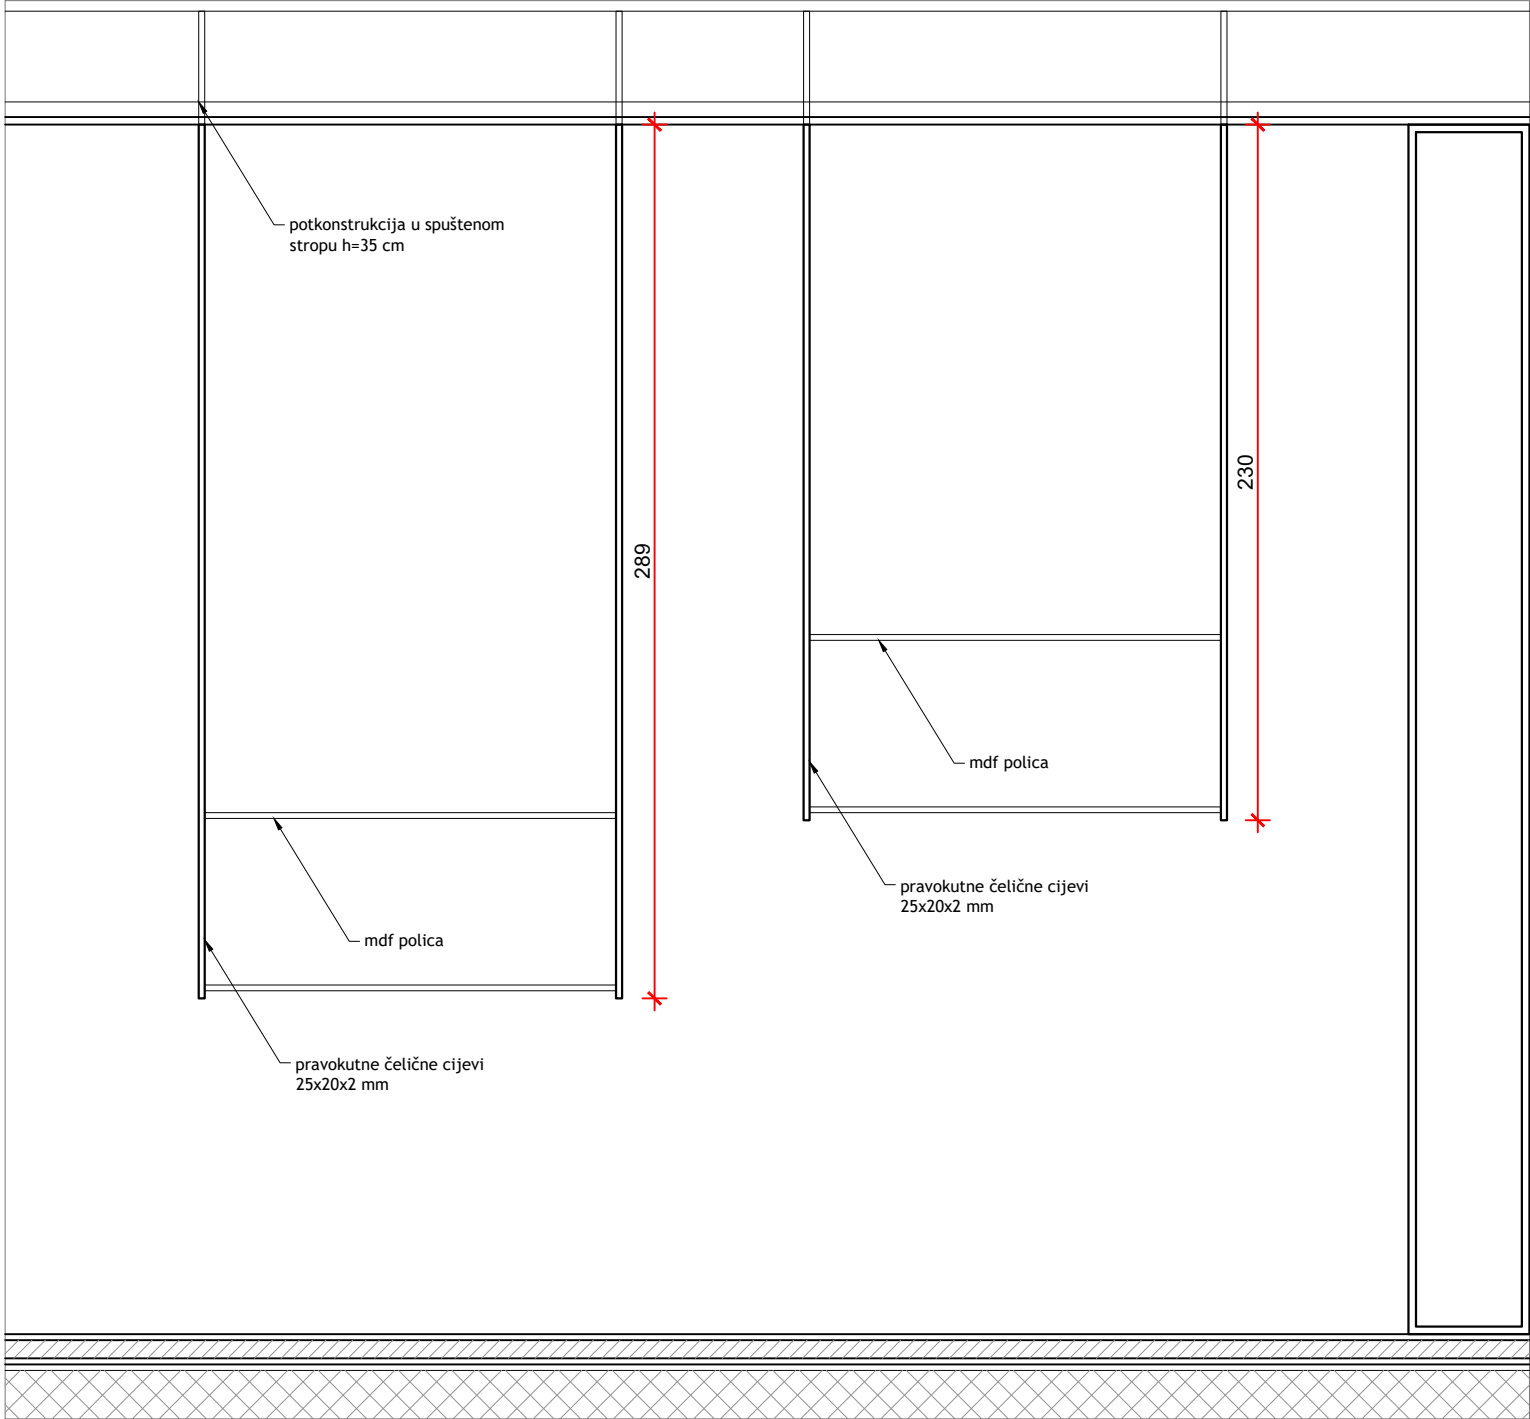 potkonstrukcija u spuštenom
stropu h=35 cm
289
230
mdf polica
pravokutne čelične cijevi
25x20x2 mm
mdf polica
pravokutne čelične cijevi
25x20x2 mm